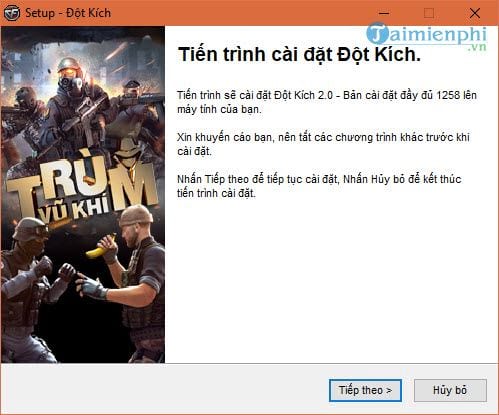 Setup - Đột Kích
Taimienphi
.vn
Tiến trình cài đặt Đột Kích.
Tiến trình sẽ cài đặt Đột Kích 2.0 - Bản cài đặt đầy đủ 1258 lên
máy tính của bạn.
Xin khuyến cáo bạn, nên tắt các chương trình khác trước khi
cài đặt.
Nhấn Tiếp theo để tiếp tục cài đặt, Nhấn Hủy bỏ để kết thúc
tiến trình cài đặt.
TRÙM
VŨ KHÍ
Tiếp theo >
Hủy bỏ